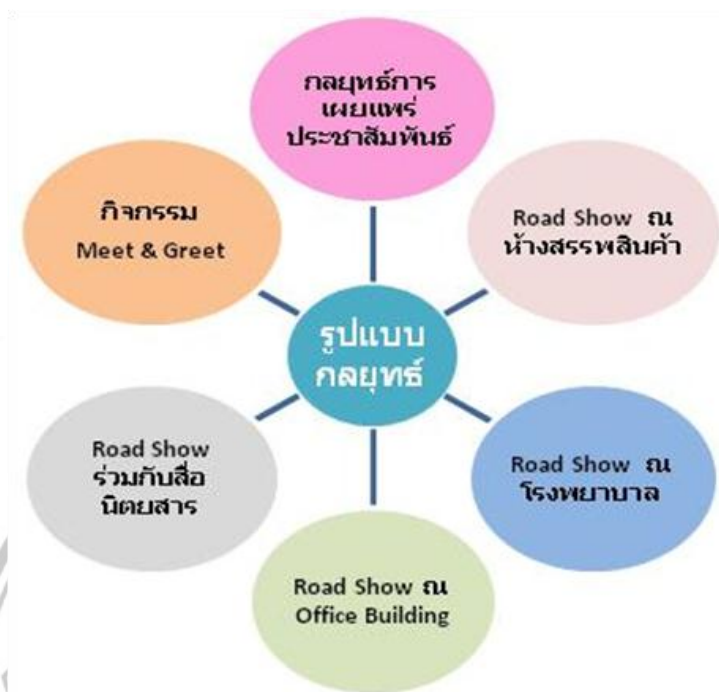 กลยุทธ์การ
เผยแพร่
ประชาสัมพันธ์
Road Show ณ
ห้างสรรพสินค้า
Road Show ณ
โรงพยาบาล
Road Show ณ
Office Building
Road Show
ร่วมกับสื่อ
นิตยสาร
กิจกรรม
Meet & Greet
รูปแบบ
กลยุทธ์